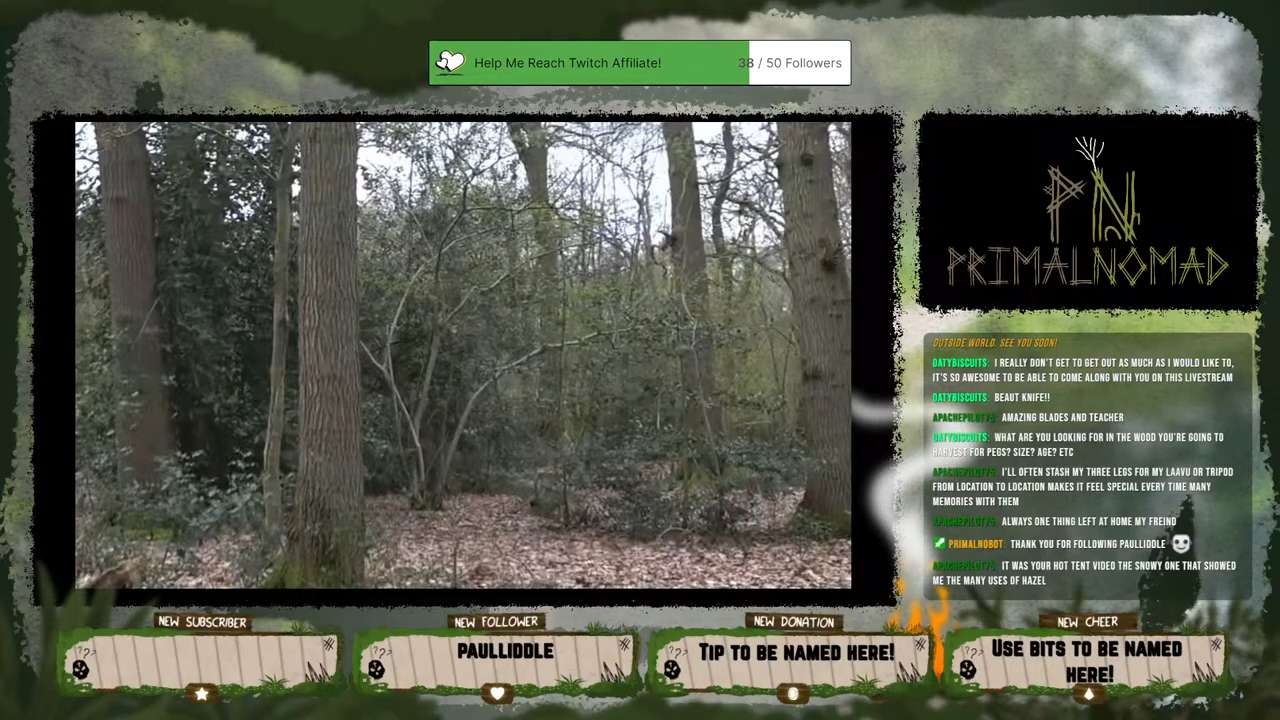 Help Me Reach Twitch Affiliate!
38 / 50 Followers
PN
PRIMALNOMAD
OUTSIDE WORLD. SEE YOU SOON!
OATYBISCUITS: I REALLY DON'T GET TO GET OUT AS MUCH AS I WOULD LIKE TO,
IT'S SO AWESOME TO BE ABLE TO COME ALONG WITH YOU ON THIS LIVESTREAM
OATYBISCUITS: BEAUT KNIFE!!
APACHEPILOT75: AMAZING BLADES AND TEACHER
OATYBISCUITS: WHAT ARE YOU LOOKING FOR IN THE WOOD YOU'RE GOING TO
HARVEST FOR PEGS? SIZE? AGE? ETC
APACHEPILOT75: I'LL OFTEN STASH MY THREE LEGS FOR MY LAAVU OR TRIPOD
FROM LOCATION TO LOCATION MAKES IT FEEL SPECIAL EVERY TIME MANY
MEMORIES WITH THEM
APACHEPILOT75: ALWAYS ONE THING LEFT AT HOME MY FREIND
PRIMALNOBOT: THANK YOU FOR FOLLOWING PAULLIDDLE
APACHEPILOT75: IT WAS YOUR HOT TENT VIDEO THE SNOWY ONE THAT SHOWED
ME THE MANY USES OF HAZEL
NEW SUBSCRIBER
???
NEW FOLLOWER
???
PAULLIDDLE
NEW DONATION
???
TIP TO BE NAMED HERE!
NEW CHEER
???
USE BITS TO BE NAMED
HERE!